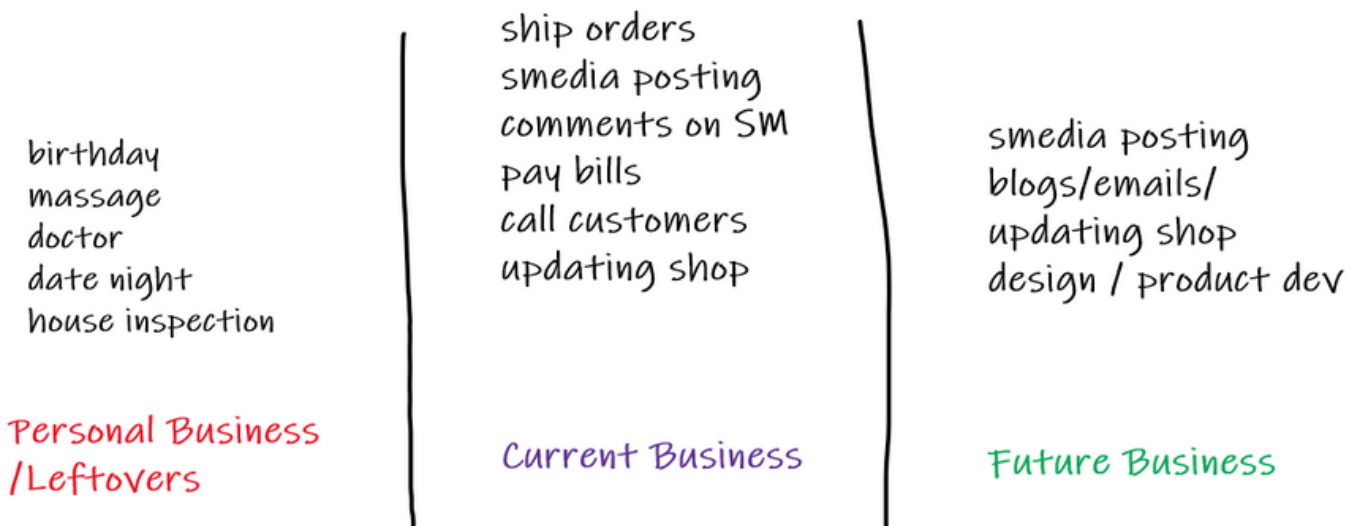 birthday
massage
doctor
date night
house inspection
Personal Business
/Leftovers
ship orders
smedia posting
comments on SM
pay bills
call customers
updating shop
Current Business
smedia posting
blogs/emails/
updating shop
design / product dev
Future Business